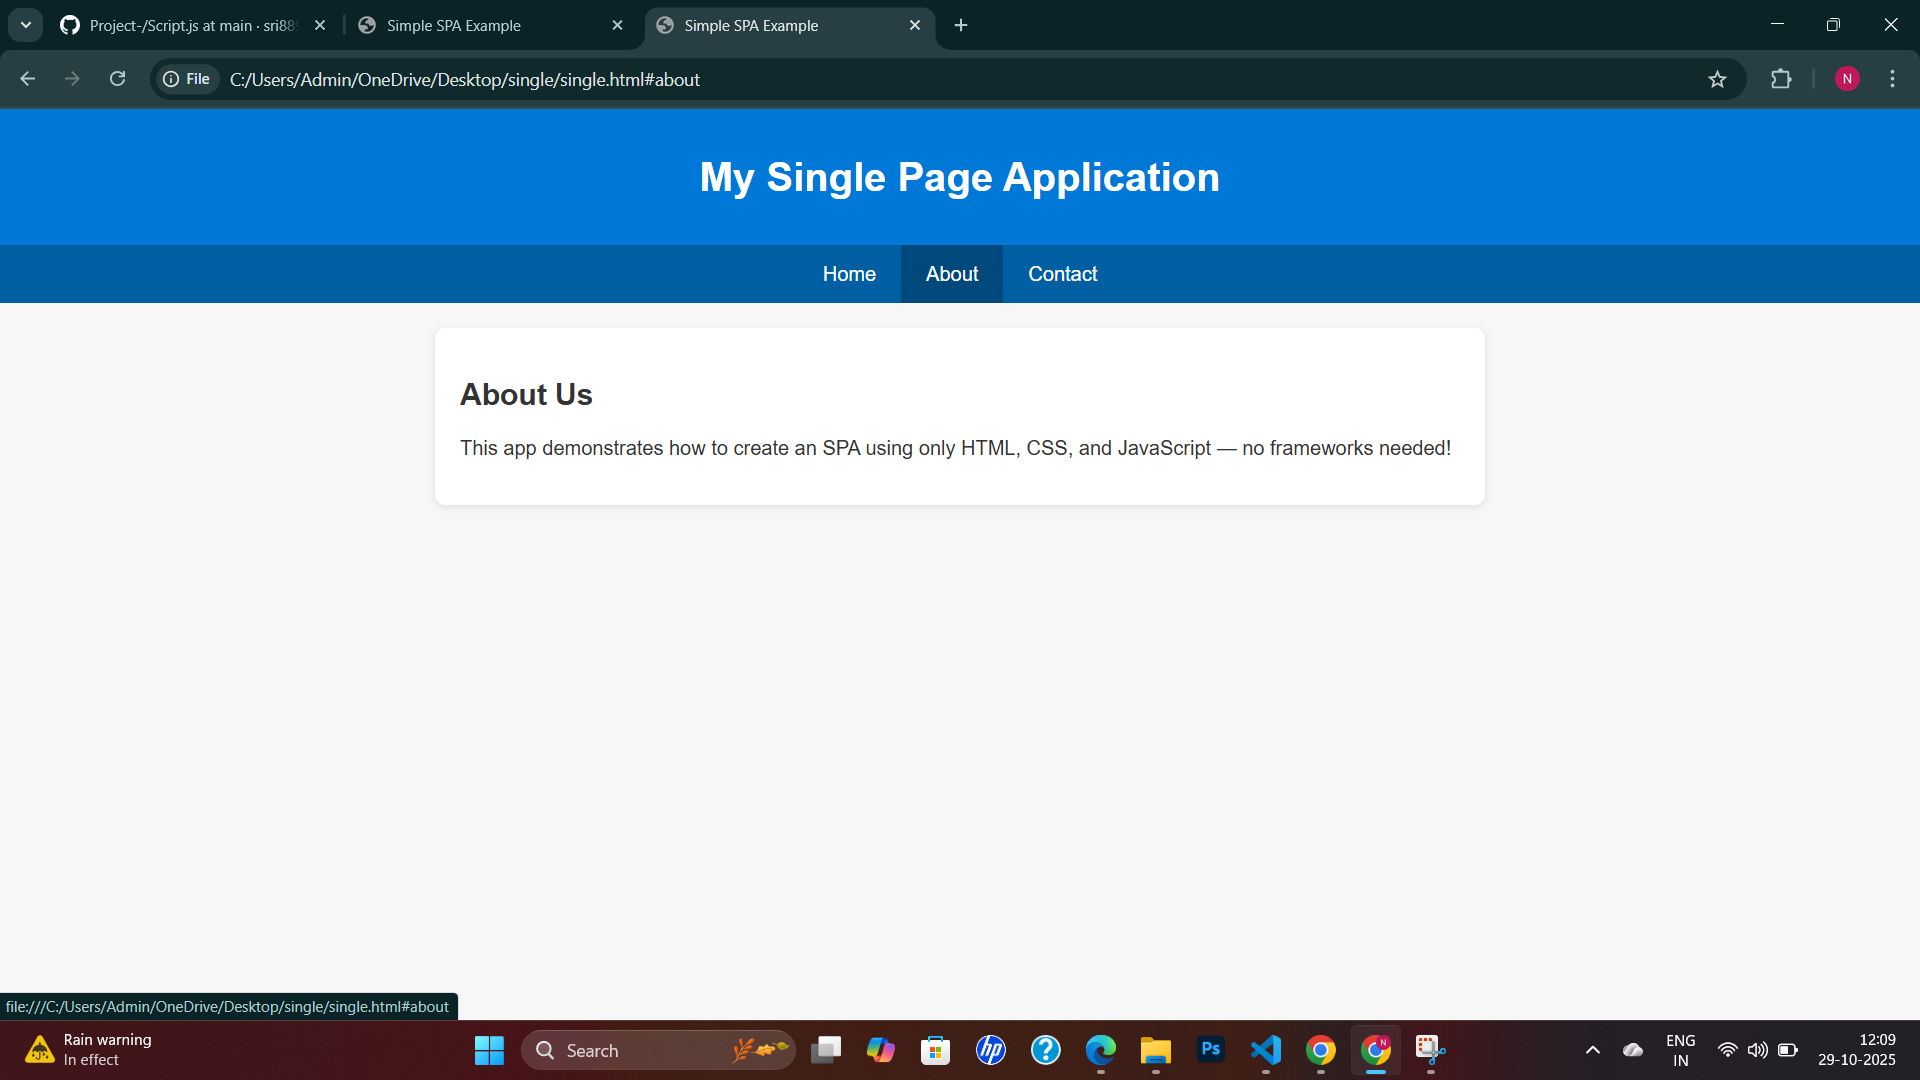 Project-/Script.js at main · sri889
Simple SPA Example
Simple SPA Example
File
C:/Users/Admin/OneDrive/Desktop/single/single.html#about
N
My Single Page Application
Home
About
Contact
About Us
This app demonstrates how to create an SPA using only HTML, CSS, and JavaScript — no frameworks needed!
file:///C:/Users/Admin/OneDrive/Desktop/single/single.html#about
Rain warning
In effect
Search
hp
?
Ps
N
ENG
IN
12:09
29-10-2025